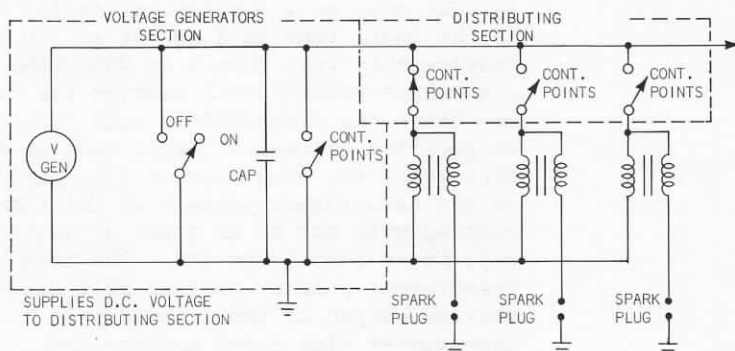 VOLTAGE GENERATORS
SECTION
DISTRIBUTING
SECTION
CONT.
POINTS
CONT.
POINTS
CONT.
POINTS
OFF
ON
V
GEN
CAP
CONT.
POINTS
SUPPLIES D.C. VOLTAGE
TO DISTRIBUTING SECTION
SPARK
PLUG
SPARK
PLUG
SPARK
PLUG